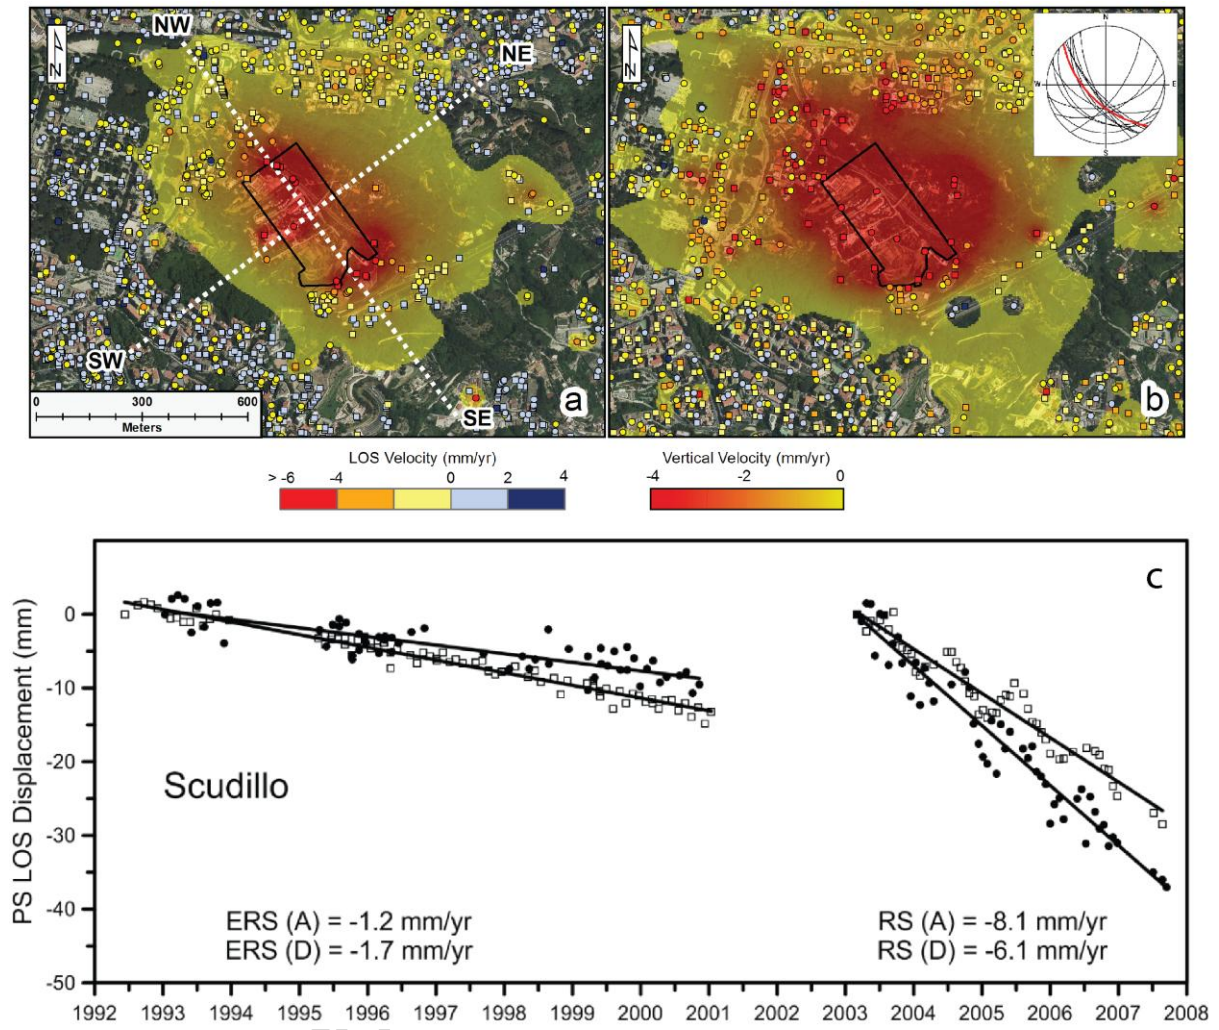 NW
NE
SW
SE
N
0 300 600
Meters
a
N
N
W
E
S
b
LOS Velocity (mm/yr)
> -6 -4 0 2 4
Vertical Velocity (mm/yr)
-4 -2 0
PS LOS Displacement (mm)
0
-10
-20
-30
-40
-50
c
Scudillo
ERS (A) = -1.2 mm/yr
ERS (D) = -1.7 mm/yr
RS (A) = -8.1 mm/yr
RS (D) = -6.1 mm/yr
1992 1993 1994 1995 1996 1997 1998 1999 2000 2001 2002 2003 2004 2005 2006 2007 2008